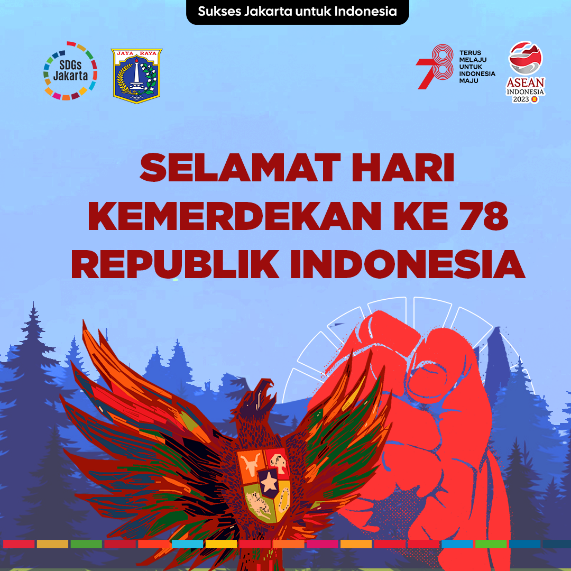 Sukses Jakarta untuk Indonesia
SDGs
Jakarta
JAYA RAYA
78
TERUS
MELAJU
UNTUK
INDONESIA
MAJU
ASEAN
INDONESIA
2023
SELAMAT HARI
KEMERDEKAN KE 78
REPUBLIK INDONESIA